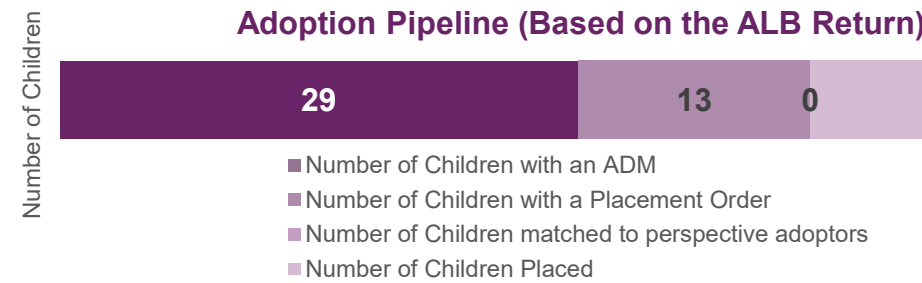 Adoption Pipeline (Based on the ALB Return)
Number of Children
29 13 0
Number of Children with an ADM
Number of Children with a Placement Order
Number of Children matched to perspective adoptors
Number of Children Placed